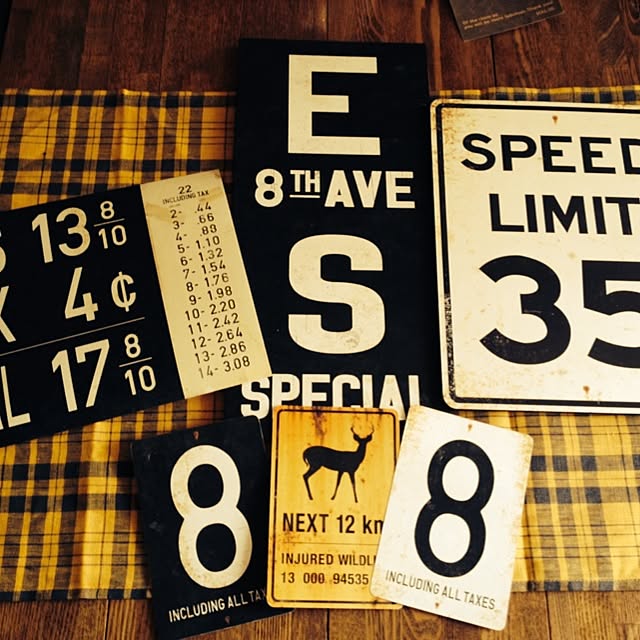 E
8TH AVE
S
SPECIAL
SPEED
LIMIT
35
S 13 8/10
X 4 ¢
AL 17 8/10
22
INCLUDING TAX
2- .44
3- .66
4- .88
5- 1.10
6- 1.32
7- 1.54
8- 1.76
9- 1.98
10- 2.20
11- 2.42
12- 2.64
13- 2.86
14- 3.08
8
INCLUDING ALL TAX
NEXT 12 km
INJURED WILDL
13 000 94535
8
INCLUDING ALL TAXES